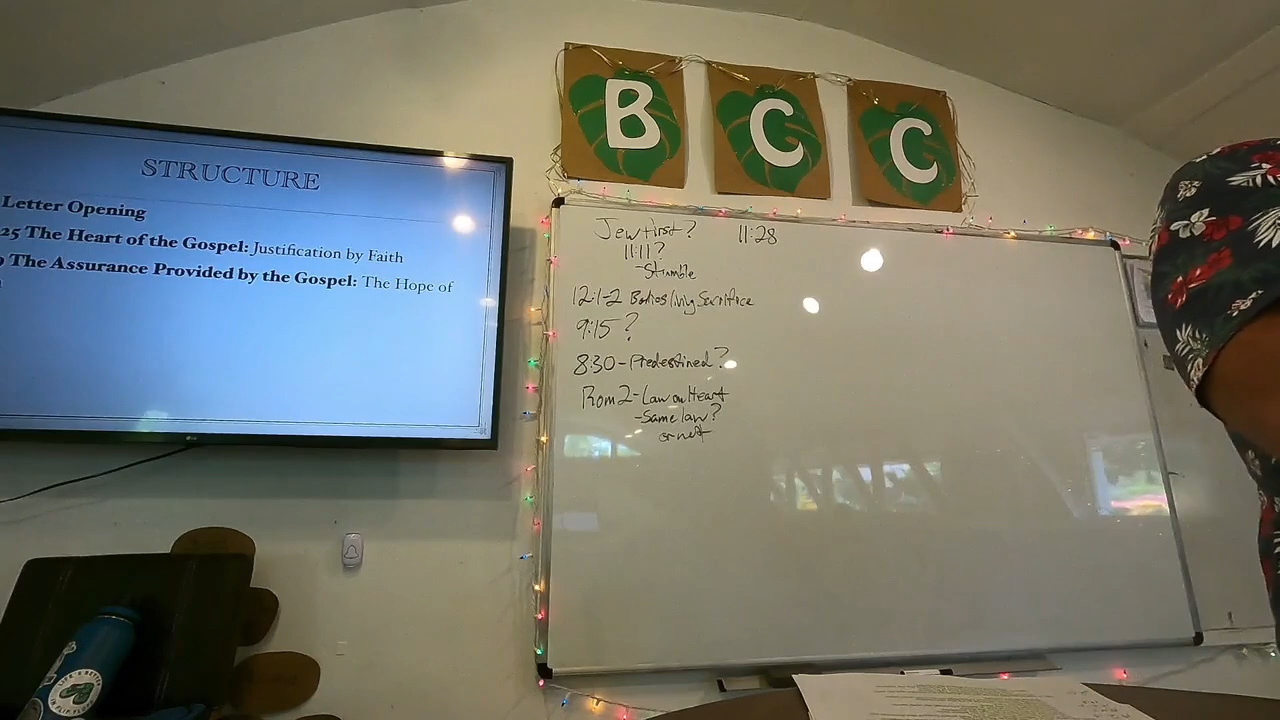 STRUCTURE
Letter Opening
25 The Heart of the Gospel: Justification by Faith
The Assurance Provided by the Gospel: The Hope of
B C C
Jew first? 11:28
11:11?
-Stumble
12:1-2 Bodies living Sacrifice
9:15?
8:30-Predestined?
Rom 2-Law on Heart
-Same law?
or not
LG